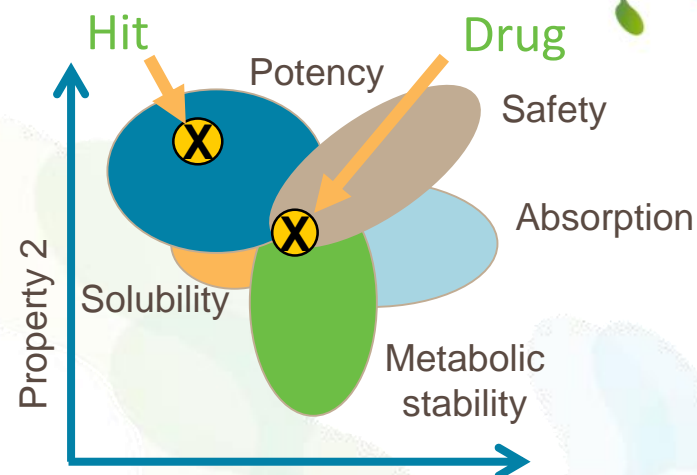 Hit
Drug
Potency
Safety
X
Absorption
X
Property 2
Solubility
Metabolic
stability